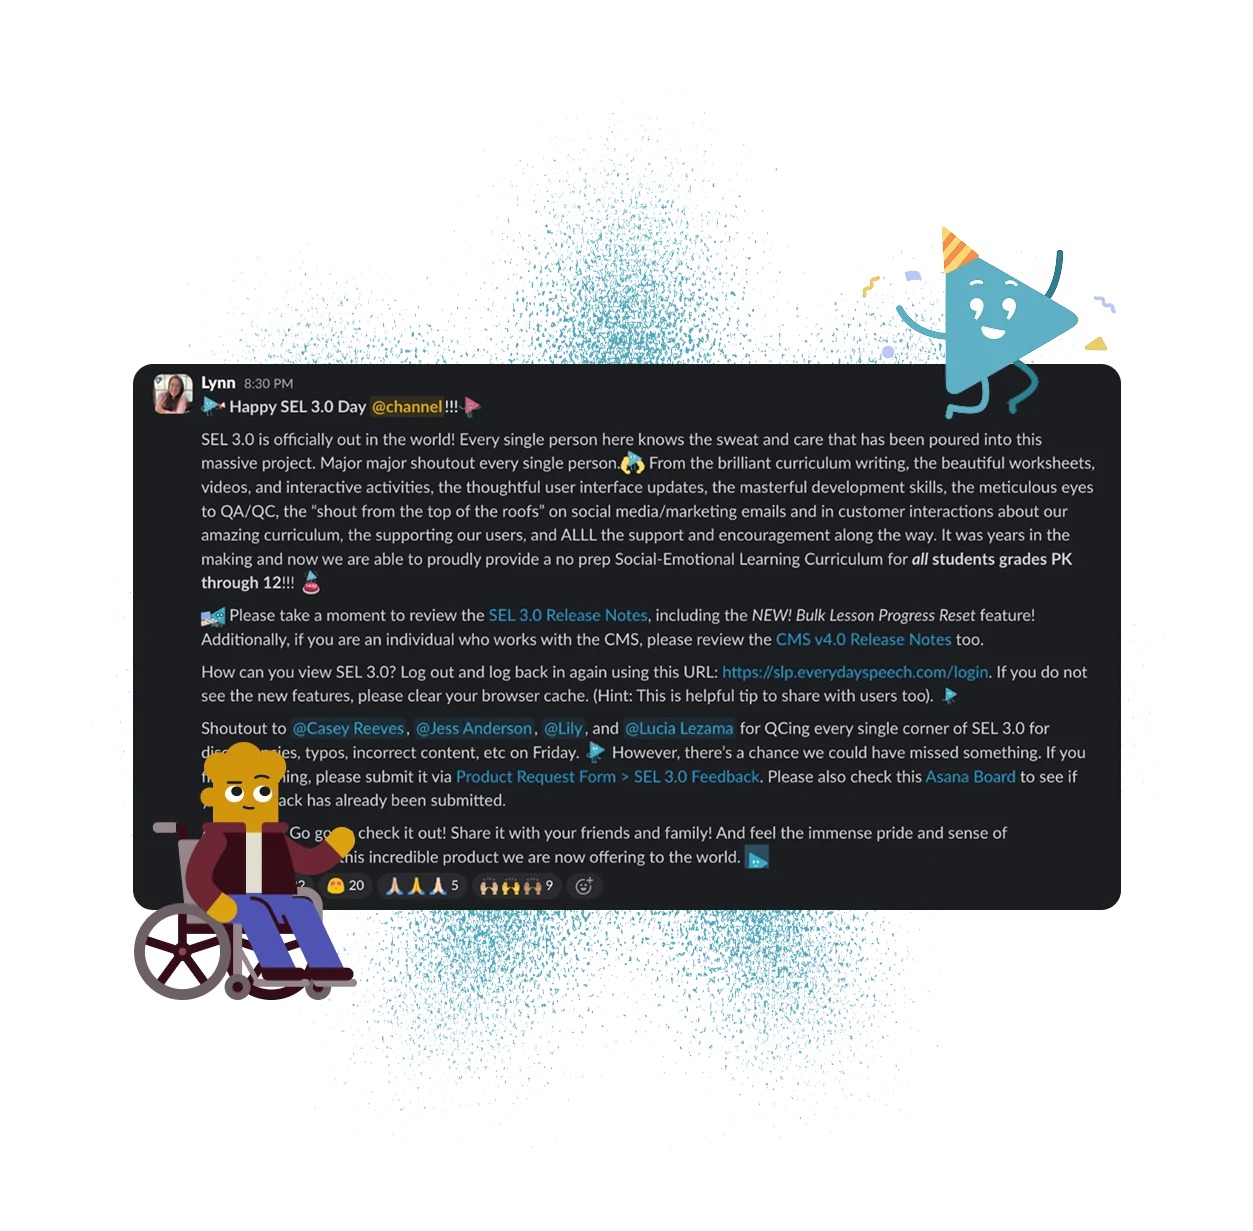 Lynn 8:30 PM
Happy SEL 3.0 Day @channel!!!
SEL 3.0 is officially out in the world! Every single person here knows the sweat and care that has been poured into this
massive project. Major major shoutout every single person. From the brilliant curriculum writing, the beautiful worksheets,
videos, and interactive activities, the thoughtful user interface updates, the masterful development skills, the meticulous eyes
to QA/QC, the “shout from the top of the roofs” on social media/marketing emails and in customer interactions about our
amazing curriculum, the supporting our users, and ALLL the support and encouragement along the way. It was years in the
making and now we are able to proudly provide a no prep Social-Emotional Learning Curriculum for all students grades PK
through 12!!!
Please take a moment to review the SEL 3.0 Release Notes, including the NEW! Bulk Lesson Progress Reset feature!
Additionally, if you are an individual who works with the CMS, please review the CMS v4.0 Release Notes too.
How can you view SEL 3.0? Log out and log back in again using this URL: https://slp.everydayspeech.com/login. If you do not
see the new features, please clear your browser cache. (Hint: This is helpful tip to share with users too).
Shoutout to @Casey Reeves, @Jess Anderson, @Lily, and @Lucia Lezama for QCing every single corner of SEL 3.0 for
typos, incorrect content, etc on Friday. However, there’s a chance we could have missed something. If you
please submit it via Product Request Form > SEL 3.0 Feedback. Please also check this Asana Board to see if
has already been submitted.
Go check it out! Share it with your friends and family! And feel the immense pride and sense of
this incredible product we are now offering to the world.
20 5 9